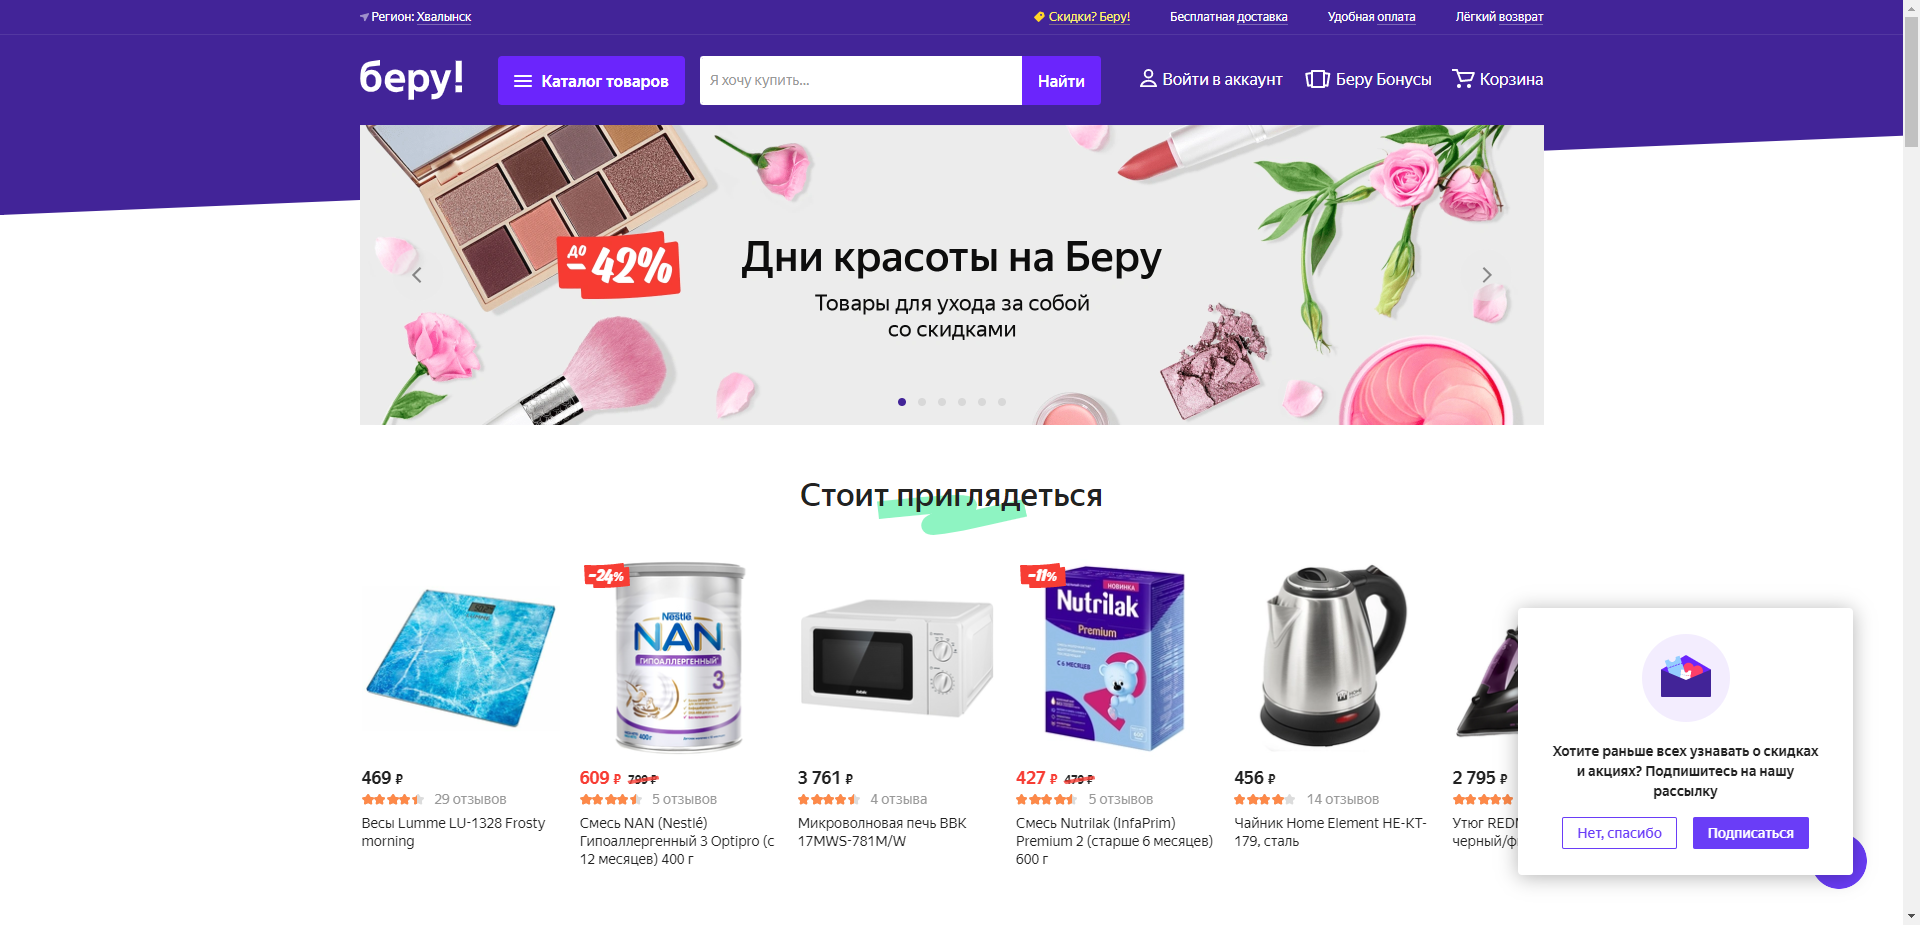 Регион: Хвалынск
Скидки? Беру!
Бесплатная доставка
Удобная оплата
Лёгкий возврат
беру!
Каталог товаров
Я хочу купить...
Найти
Войти в аккаунт
Беру Бонусы
Корзина
до
-42%
Дни красоты на Беру
Товары для ухода за собой
со скидками
Стоит приглядеться
-24%
Nestlé
NAN
ГИПОАЛЛЕРГЕННЫЙ
3
400 г
-11%
НОВИНКА
Nutrilak
Premium
с 6 месяцев
2
HOME
469 ₽
29 отзывов
Весы Lumme LU-1328 Frosty
morning
609 ₽ 799 ₽
5 отзывов
Смесь NAN (Nestlé)
Гипоаллергенный 3 Optipro (с
12 месяцев) 400 г
3 761 ₽
4 отзыва
Микроволновая печь BBK
17MWS-781M/W
427 ₽ 479 ₽
5 отзывов
Смесь Nutrilak (InfaPrim)
Premium 2 (старше 6 месяцев)
600 г
456 ₽
14 отзывов
Чайник Home Element HE-KT-
179, сталь
2 795 ₽
Утюг RED
черный/ф
Хотите раньше всех узнавать о скидках
и акциях? Подпишитесь на нашу
рассылку
Нет, спасибо
Подписаться